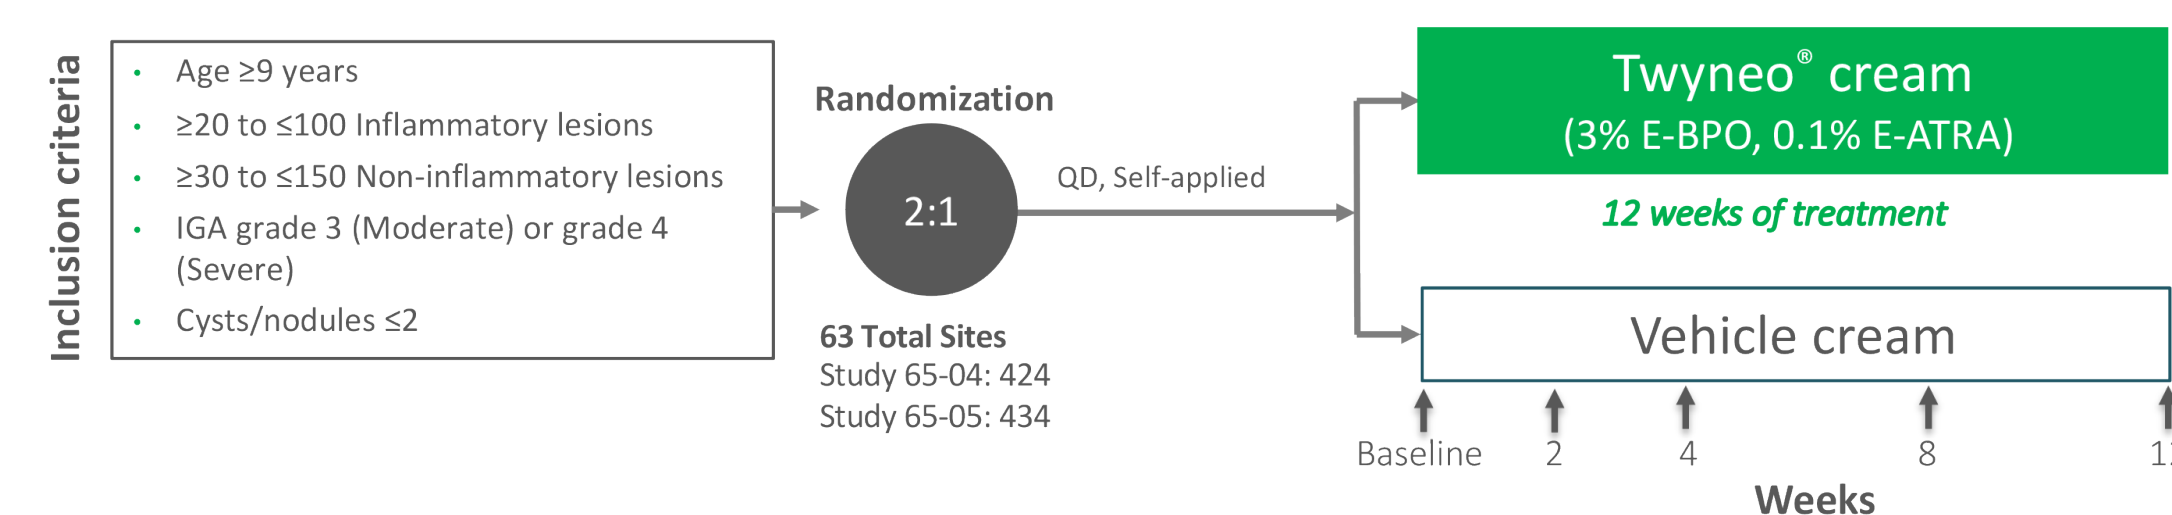 Inclusion criteria
• Age ≥9 years
• ≥20 to ≤100 Inflammatory lesions
• ≥30 to ≤150 Non-inflammatory lesions
• IGA grade 3 (Moderate) or grade 4
(Severe)
• Cysts/nodules ≤2
Randomization
2:1
63 Total Sites
Study 65-04: 424
Study 65-05: 434
QD, Self-applied
Twyneo® cream
(3% E-BPO, 0.1% E-ATRA)
12 weeks of treatment
Vehicle cream
Baseline 2 4 8
Weeks